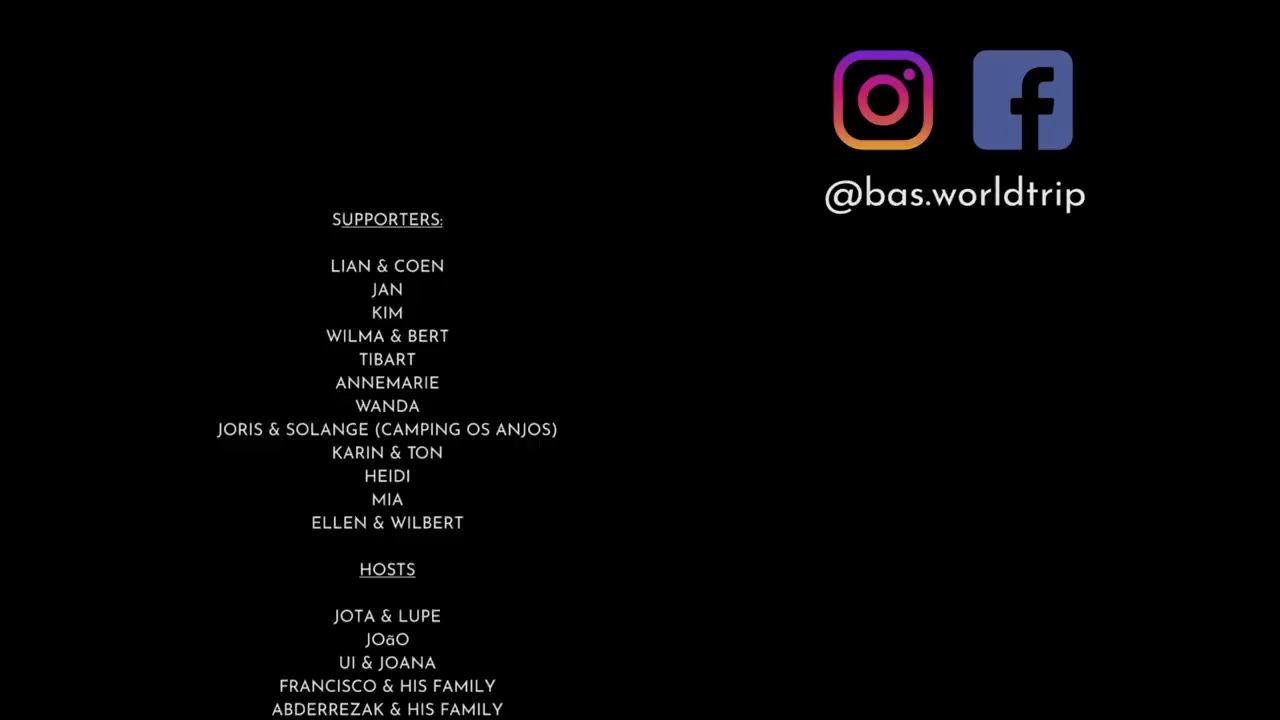 @bas.worldtrip
SUPPORTERS:
LIAN & COEN
JAN
KIM
WILMA & BERT
TIBART
ANNEMARIE
WANDA
JORIS & SOLANGE (CAMPING OS ANJOS)
KARIN & TON
HEIDI
MIA
ELLEN & WILBERT
HOSTS
JOTA & LUPE
JOãO
UI & JOANA
FRANCISCO & HIS FAMILY
ABDERREZAK & HIS FAMILY